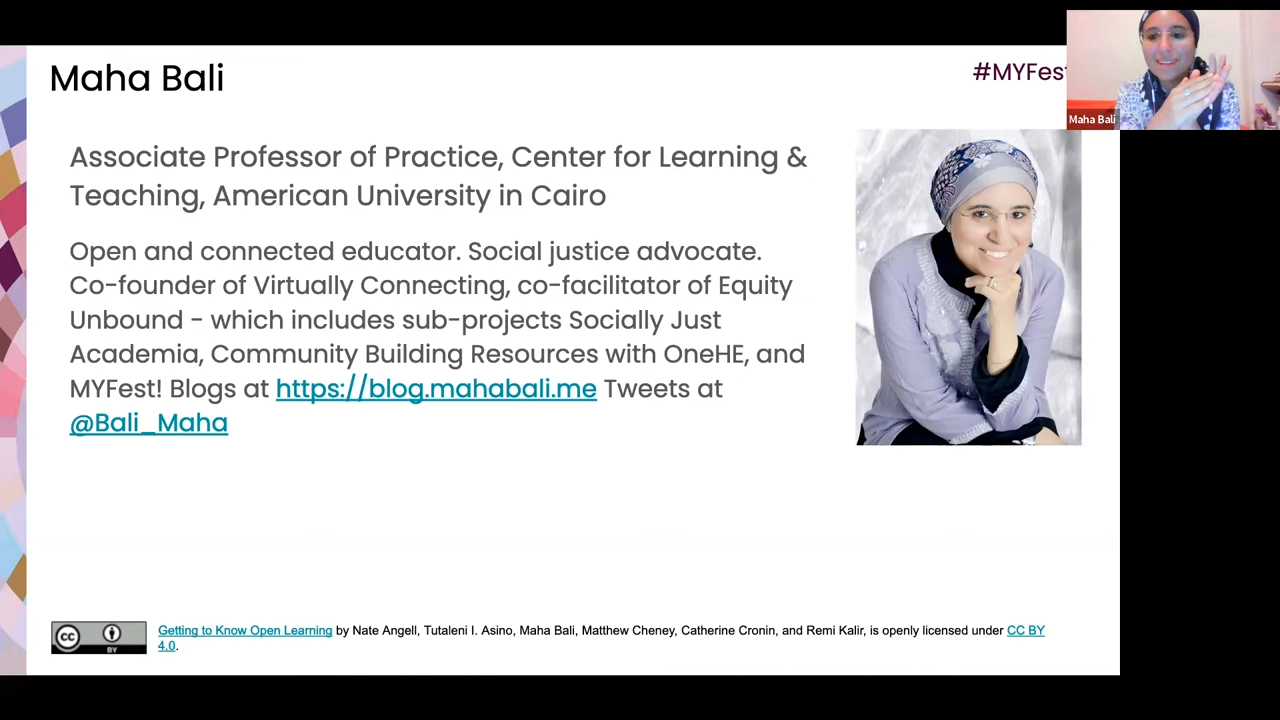 Maha Bali
#MYFest
Maha Bali
Associate Professor of Practice, Center for Learning &
Teaching, American University in Cairo
Open and connected educator. Social justice advocate.
Co-founder of Virtually Connecting, co-facilitator of Equity
Unbound - which includes sub-projects Socially Just
Academia, Community Building Resources with OneHE, and
MYFest! Blogs at https://blog.mahabali.me Tweets at
@Bali_Maha
cc
BY
Getting to Know Open Learning by Nate Angell, Tutaleni I. Asino, Maha Bali, Matthew Cheney, Catherine Cronin, and Remi Kalir, is openly licensed under CC BY
4.0.